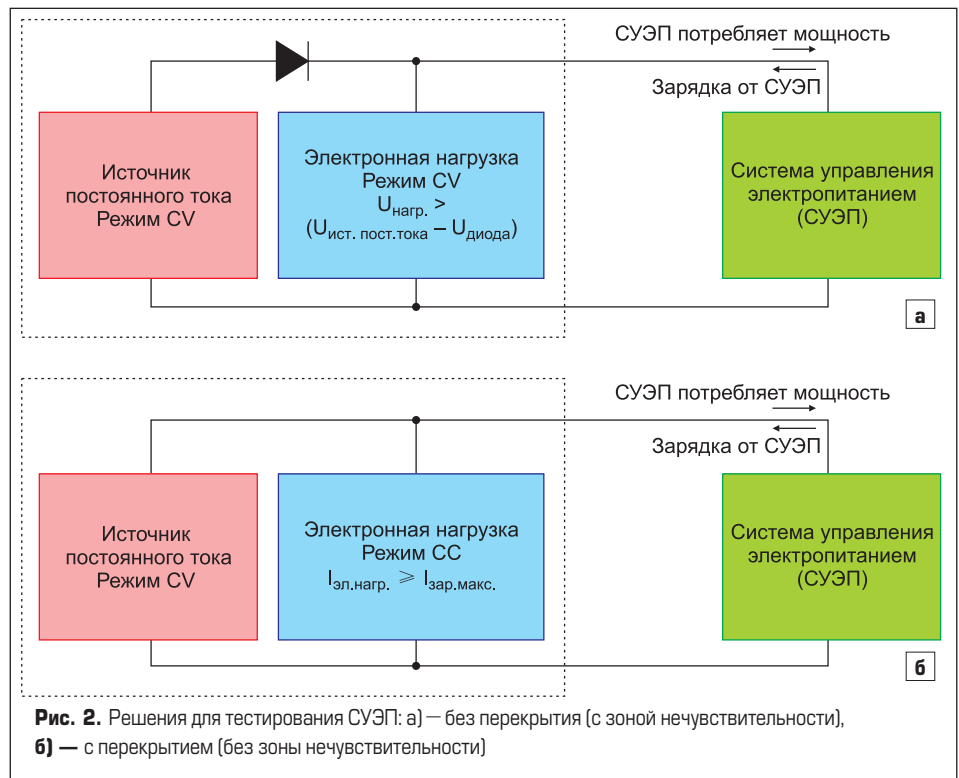 СУЭП потребляет мощность
Зарядка от СУЭП
Источник
постоянного тока
Режим CV
Электронная нагрузка
Режим CV
Uнагр. >
(Uист. пост.тока – Uдиода)
Система управления
электропитанием
(СУЭП)
а
СУЭП потребляет мощность
Зарядка от СУЭП
Источник
постоянного тока
Режим CV
Электронная нагрузка
Режим CC
Iэл.нагр. ⩾ Iзар.макс.
Система управления
электропитанием
(СУЭП)
б
Рис. 2. Решения для тестирования СУЭП: а) — без перекрытия (с зоной нечувствительности),
б) — с перекрытием (без зоны нечувствительности)